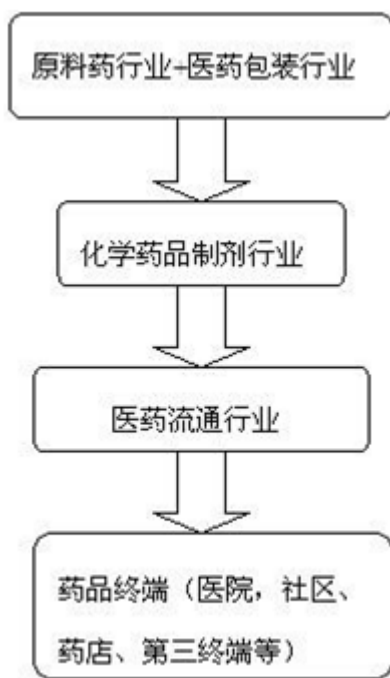 原料药行业+医药包装行业
化学药品制剂行业
医药流通行业
药品终端（医院，社区、
药店、第三终端等）